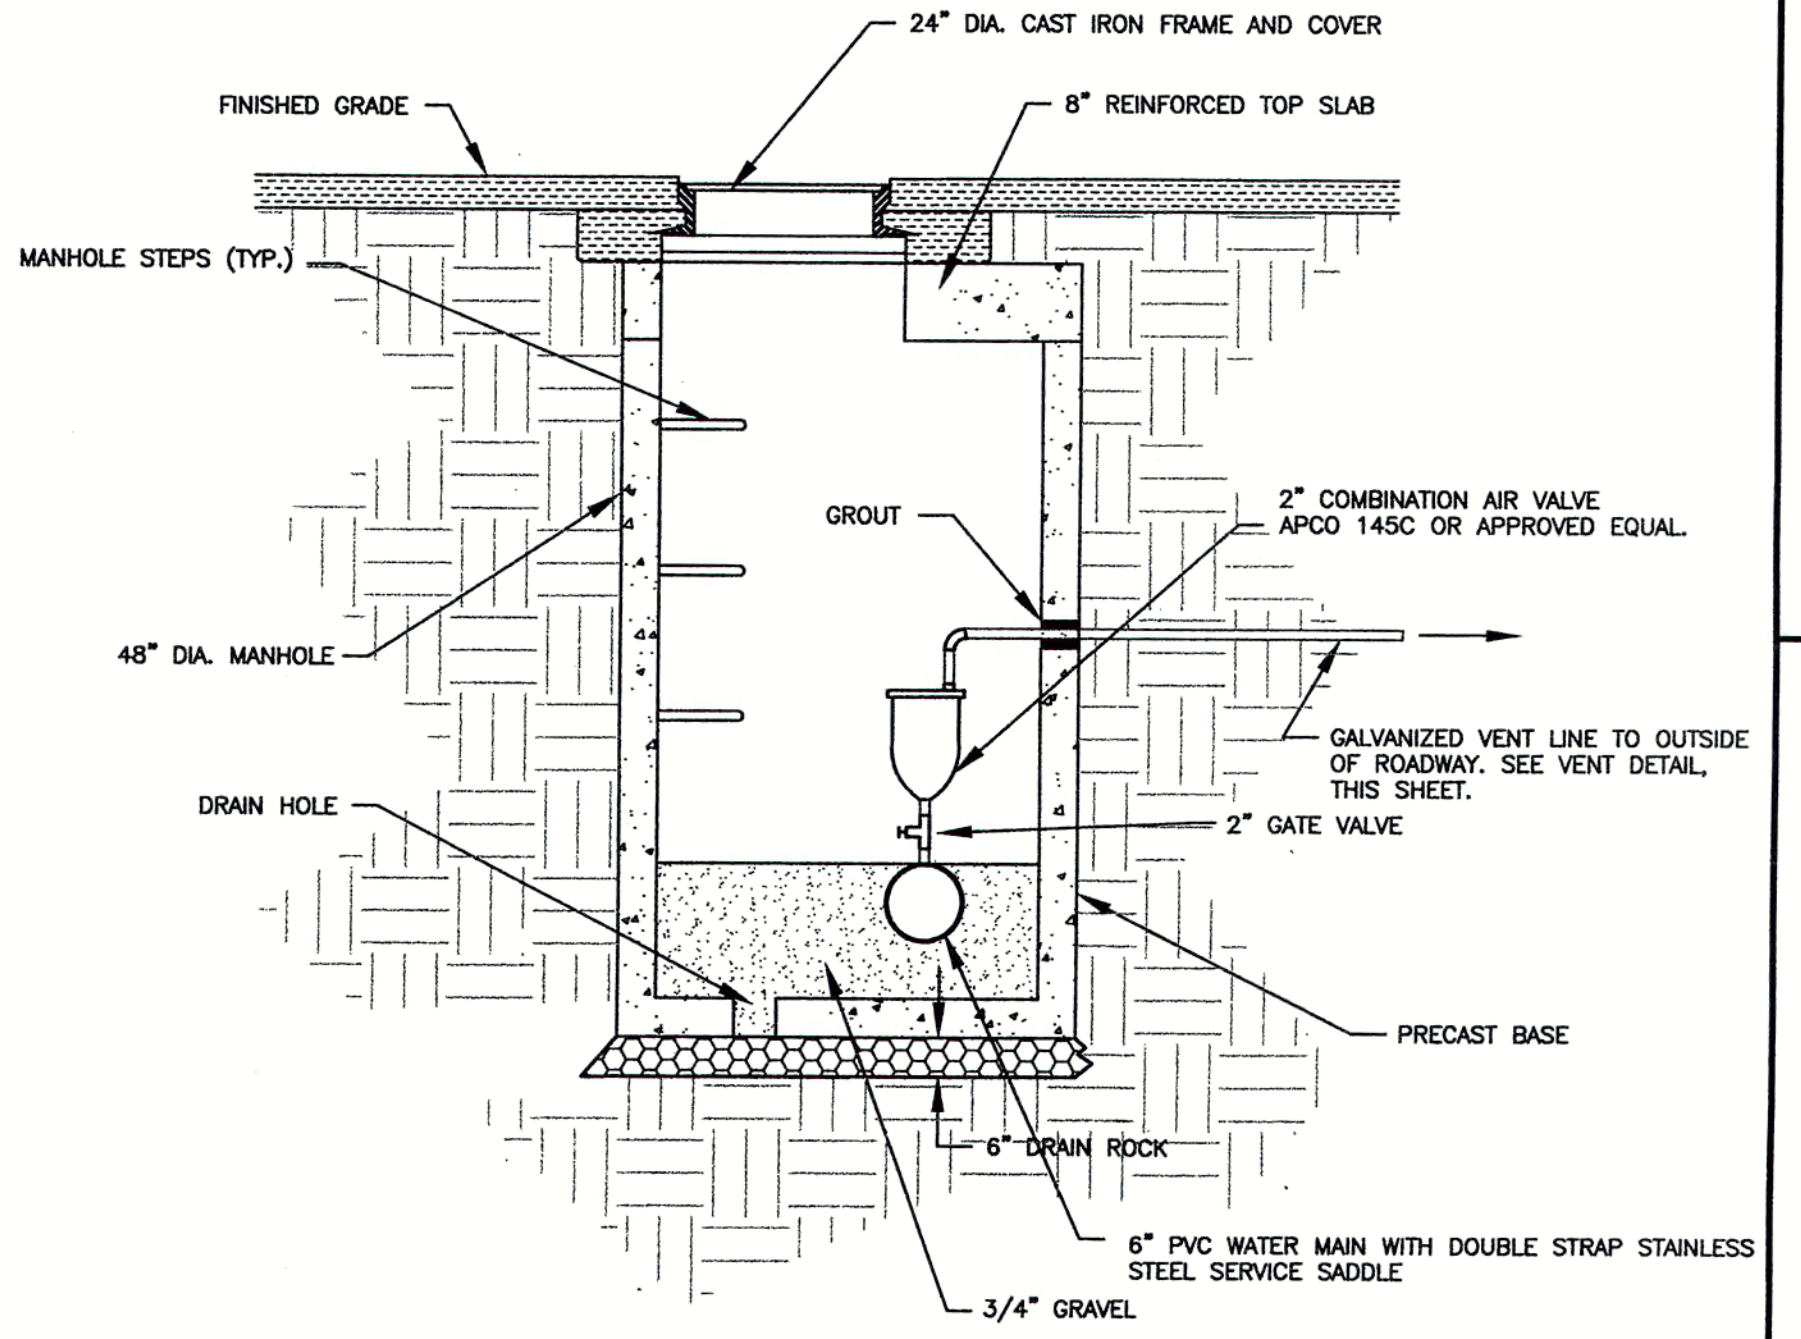 24" DIA. CAST IRON FRAME AND COVER
FINISHED GRADE
8" REINFORCED TOP SLAB
MANHOLE STEPS (TYP.)
2" COMBINATION AIR VALVE
APCO 145C OR APPROVED EQUAL.
GROUT
48" DIA. MANHOLE
GALVANIZED VENT LINE TO OUTSIDE
OF ROADWAY. SEE VENT DETAIL,
THIS SHEET.
DRAIN HOLE
2" GATE VALVE
PRECAST BASE
6" DRAIN ROCK
6" PVC WATER MAIN WITH DOUBLE STRAP STAINLESS
STEEL SERVICE SADDLE
3/4" GRAVEL